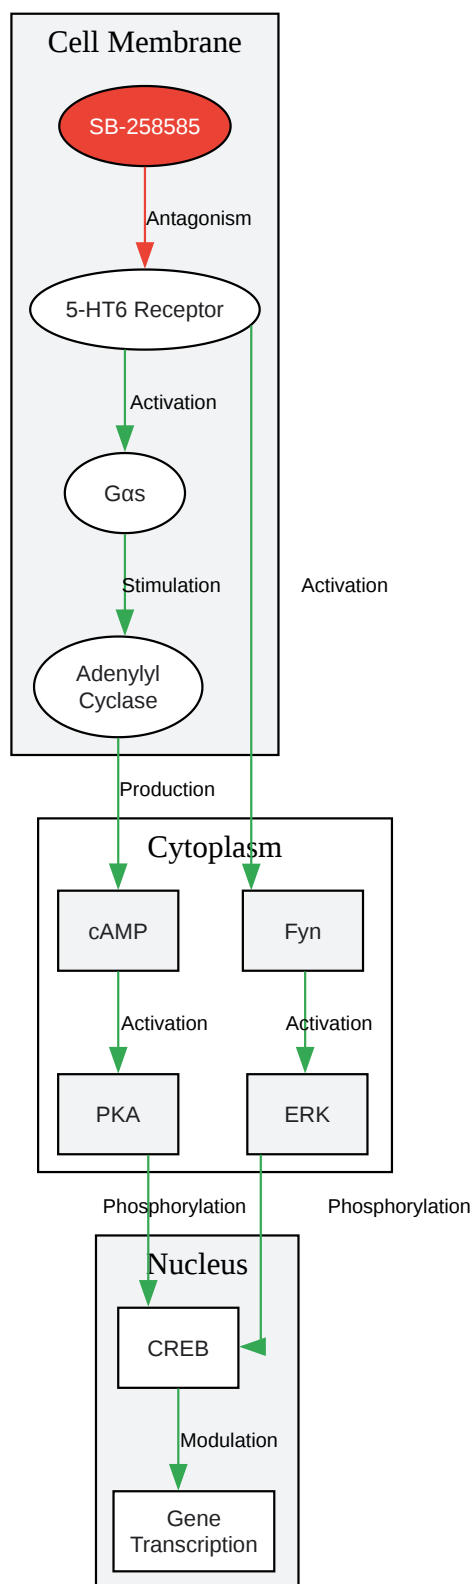 Cell Membrane
SB-258585
Antagonism
5-HT6 Receptor
Activation
Gαs
Stimulation
Activation
Adenylyl
Cyclase
Production
Cytoplasm
cAMP
Fyn
Activation
Activation
PKA
ERK
Phosphorylation
Phosphorylation
Nucleus
CREB
Modulation
Gene
Transcription